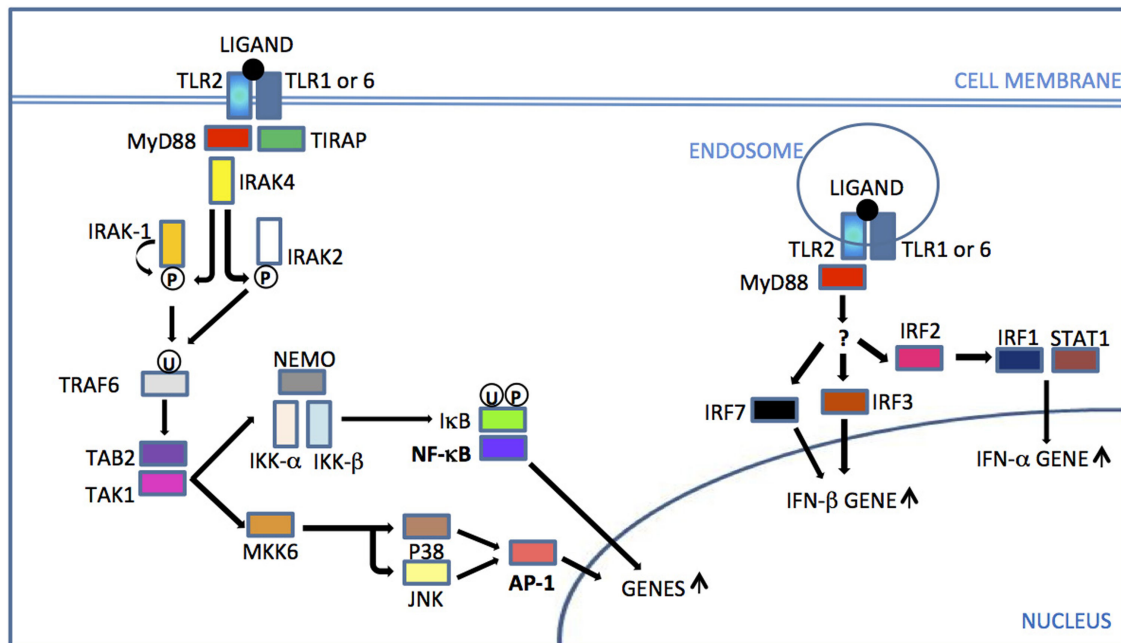 LIGAND
TLR2
TLR1 or 6
CELL MEMBRANE
MyD88
TIRAP
ENDOSOME
IRAK4
LIGAND
IRAK-1
IRAK2
TLR2
TLR1 or 6
P
P
MyD88
?
IRF2
IRF1
STAT1
U
NEMO
TRAF6
U P
IκB
IRF7
IRF3
TAB2
IKK-α
IKK-β
NF-κB
IFN-α GENE
TAK1
IFN-β GENE
MKK6
P38
JNK
AP-1
GENES
NUCLEUS